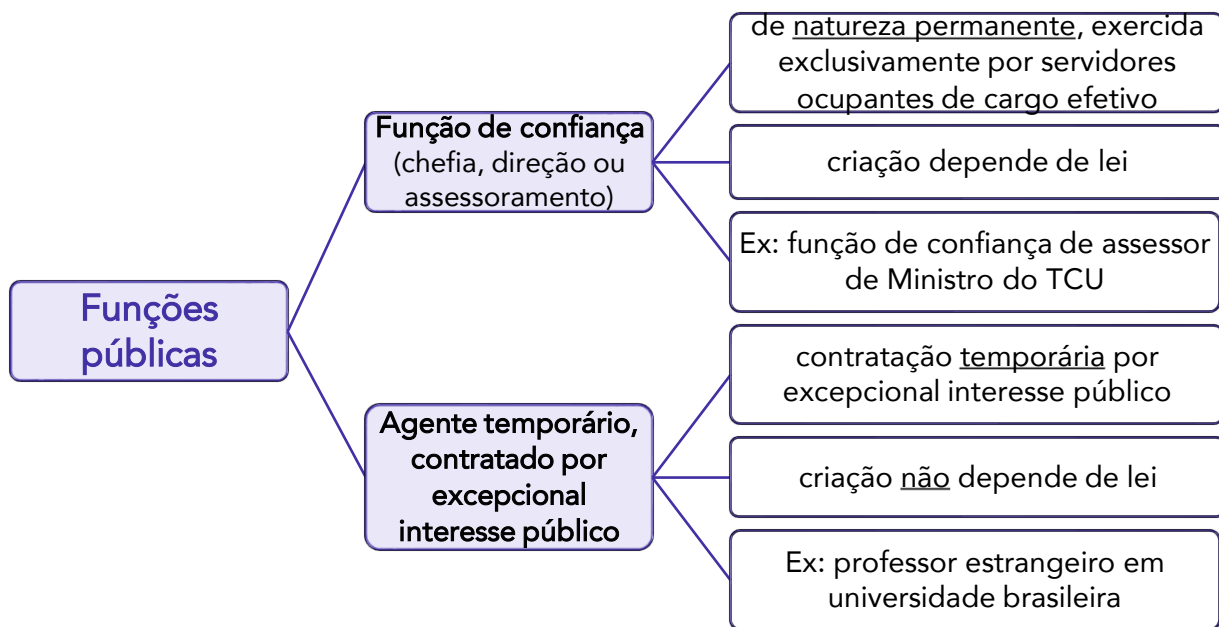 Funções
públicas
Função de confiança
(chefia, direção ou
assessoramento)
de natureza permanente, exercida
exclusivamente por servidores
ocupantes de cargo efetivo
criação depende de lei
Ex: função de confiança de assessor
de Ministro do TCU
Agente temporário,
contratado por
excepcional
interesse público
contratação temporária por
excepcional interesse público
criação não depende de lei
Ex: professor estrangeiro em
universidade brasileira